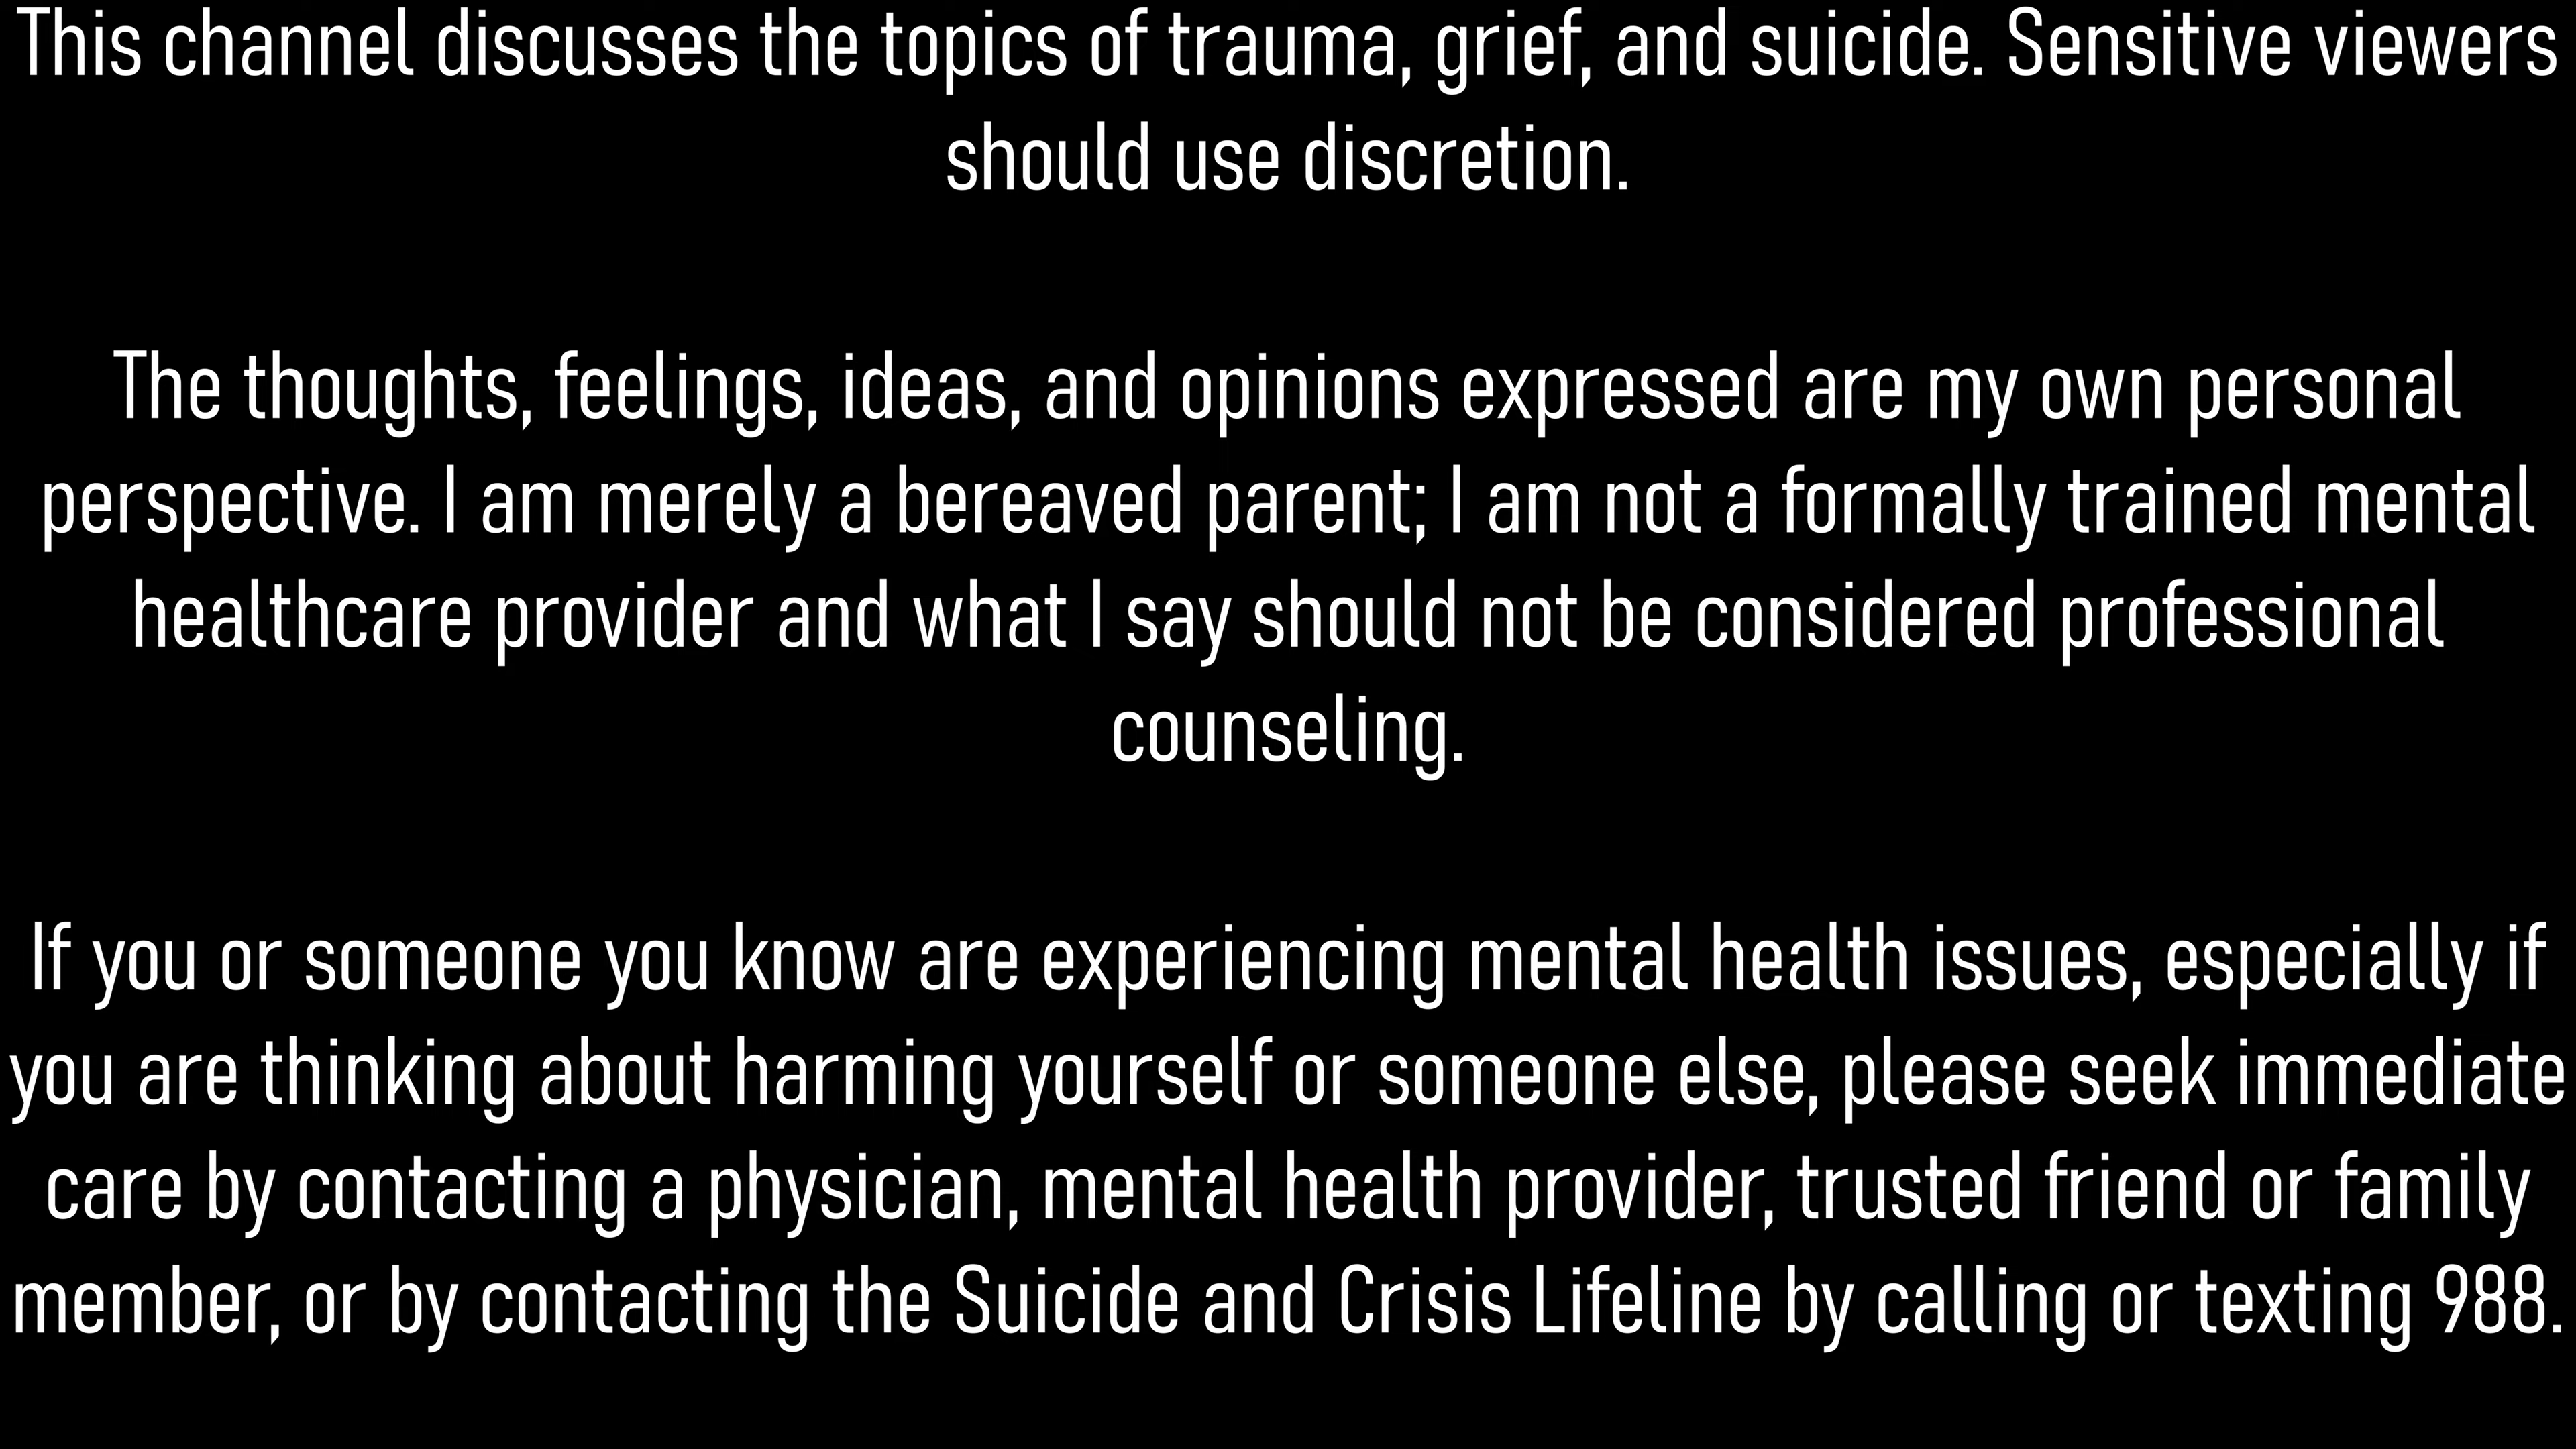 This channel discusses the topics of trauma, grief, and suicide. Sensitive viewers
should use discretion.
The thoughts, feelings, ideas, and opinions expressed are my own personal
perspective. I am merely a bereaved parent; I am not a formally trained mental
healthcare provider and what I say should not be considered professional
counseling.
If you or someone you know are experiencing mental health issues, especially if
you are thinking about harming yourself or someone else, please seek immediate
care by contacting a physician, mental health provider, trusted friend or family
member, or by contacting the Suicide and Crisis Lifeline by calling or texting 988.